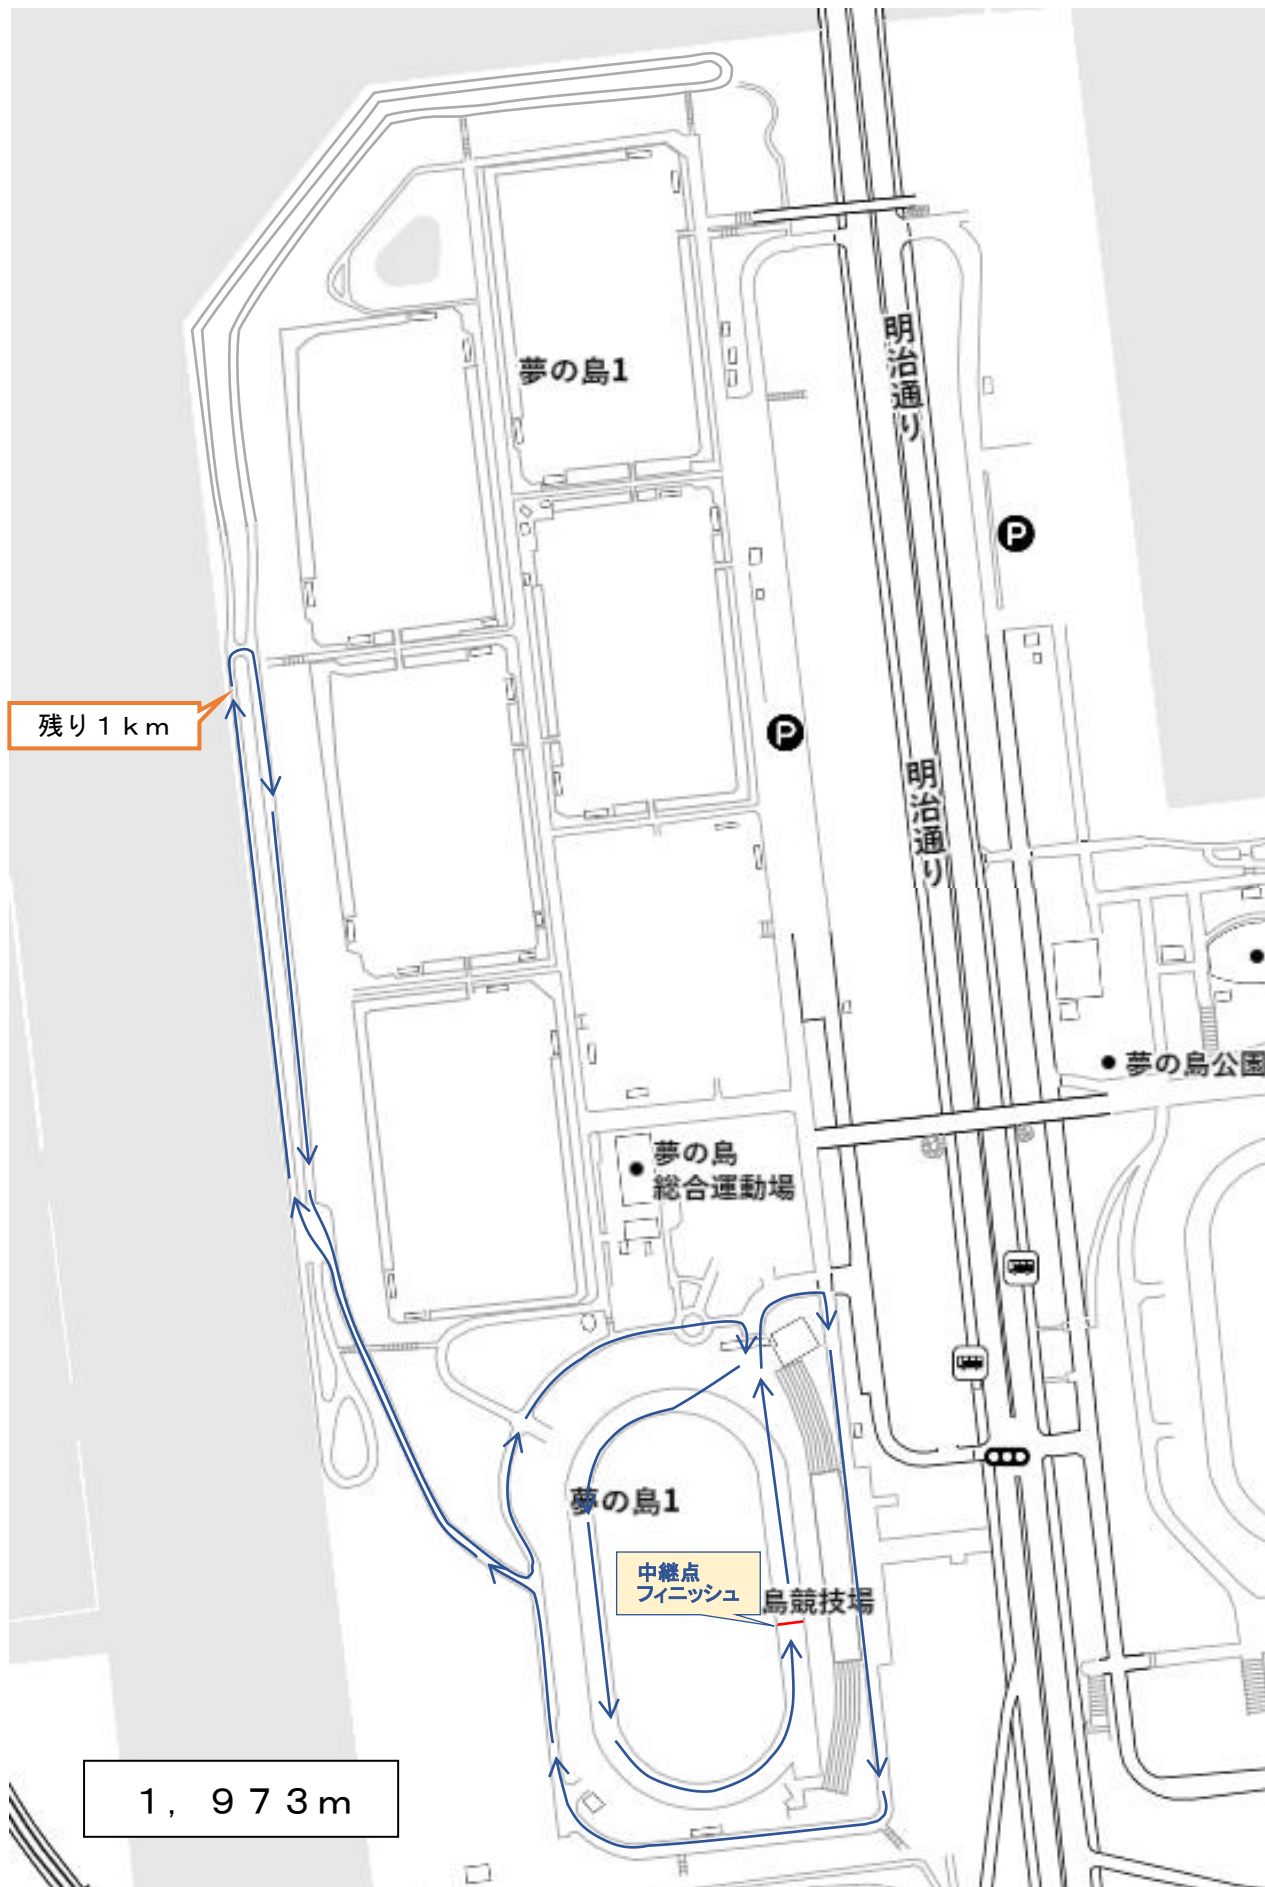 夢の島1
明治通り
P
残り1km
P
明治通り
夢の島公園
夢の島
総合運動場
夢の島1
中継点
フィニッシュ
島競技場
1,973m